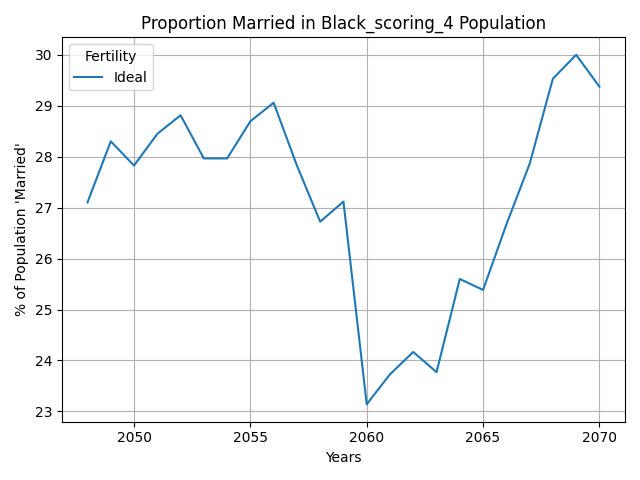 Proportion Married in Black_scoring_4 Population
Fertility
Ideal
% of Population 'Married'
30
29
28
27
26
25
24
23
2050 2055 2060 2065 2070
Years